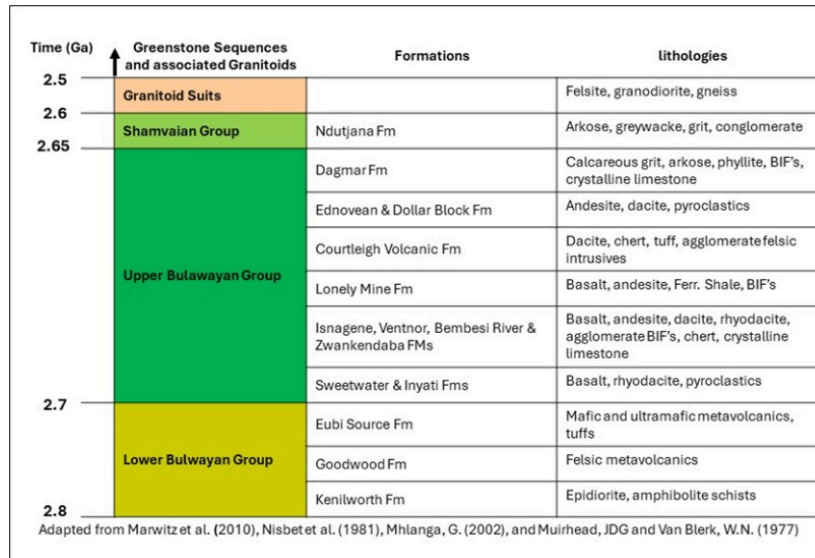 Time (Ga)
Greenstone Sequences
and associated Granitoids
Formations
lithologies
2.5
Granitoid Suits
Felsite, granodiorite, gneiss
2.6
Shamvaian Group
Ndutjana Fm
Arkose, greywacke, grit, conglomerate
2.65
Upper Bulawayan Group
Dagmar Fm
Calcareous grit, arkose, phyllite, BIF's,
crystalline limestone
Ednovean & Dollar Block Fm
Andesite, dacite, pyroclastics
Courtleigh Volcanic Fm
Dacite, chert, tuff, agglomerate felsic
intrusives
Lonely Mine Fm
Basalt, andesite, Ferr. Shale, BIF's
Isnagene, Ventnor, Bembesi River &
Zwankendaba FMs
Basalt, andesite, dacite, rhyodacite,
agglomerate BIF's, chert, crystalline
limestone
Sweetwater & Inyati Fms
Basalt, rhyodacite, pyroclastics
2.7
Lower Bulwayan Group
Eubi Source Fm
Mafic and ultramafic metavolcanics,
tuffs
Goodwood Fm
Felsic metavolcanics
Kenilworth Fm
Epidiorite, amphibolite schists
2.8
Adapted from Marwitz et al. (2010), Nisbet et al. (1981), Mhlanga, G. (2002), and Muirhead, JDG and Van Blerk, W.N. (1977)